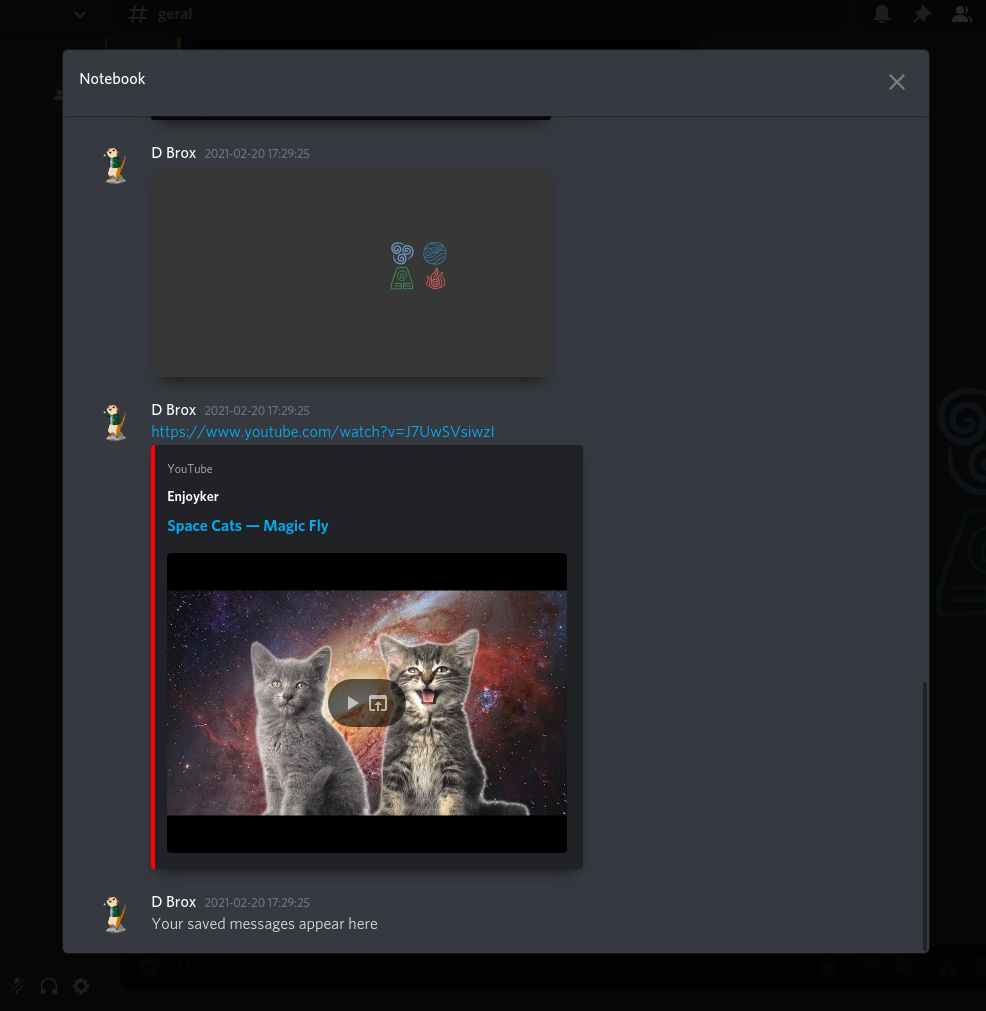 geral
Notebook
D Brox 2021-02-20 17:29:25
D Brox 2021-02-20 17:29:25
https://www.youtube.com/watch?v=J7UwSVsiwzI
YouTube
Enjoyker
Space Cats — Magic Fly
D Brox 2021-02-20 17:29:25
Your saved messages appear here